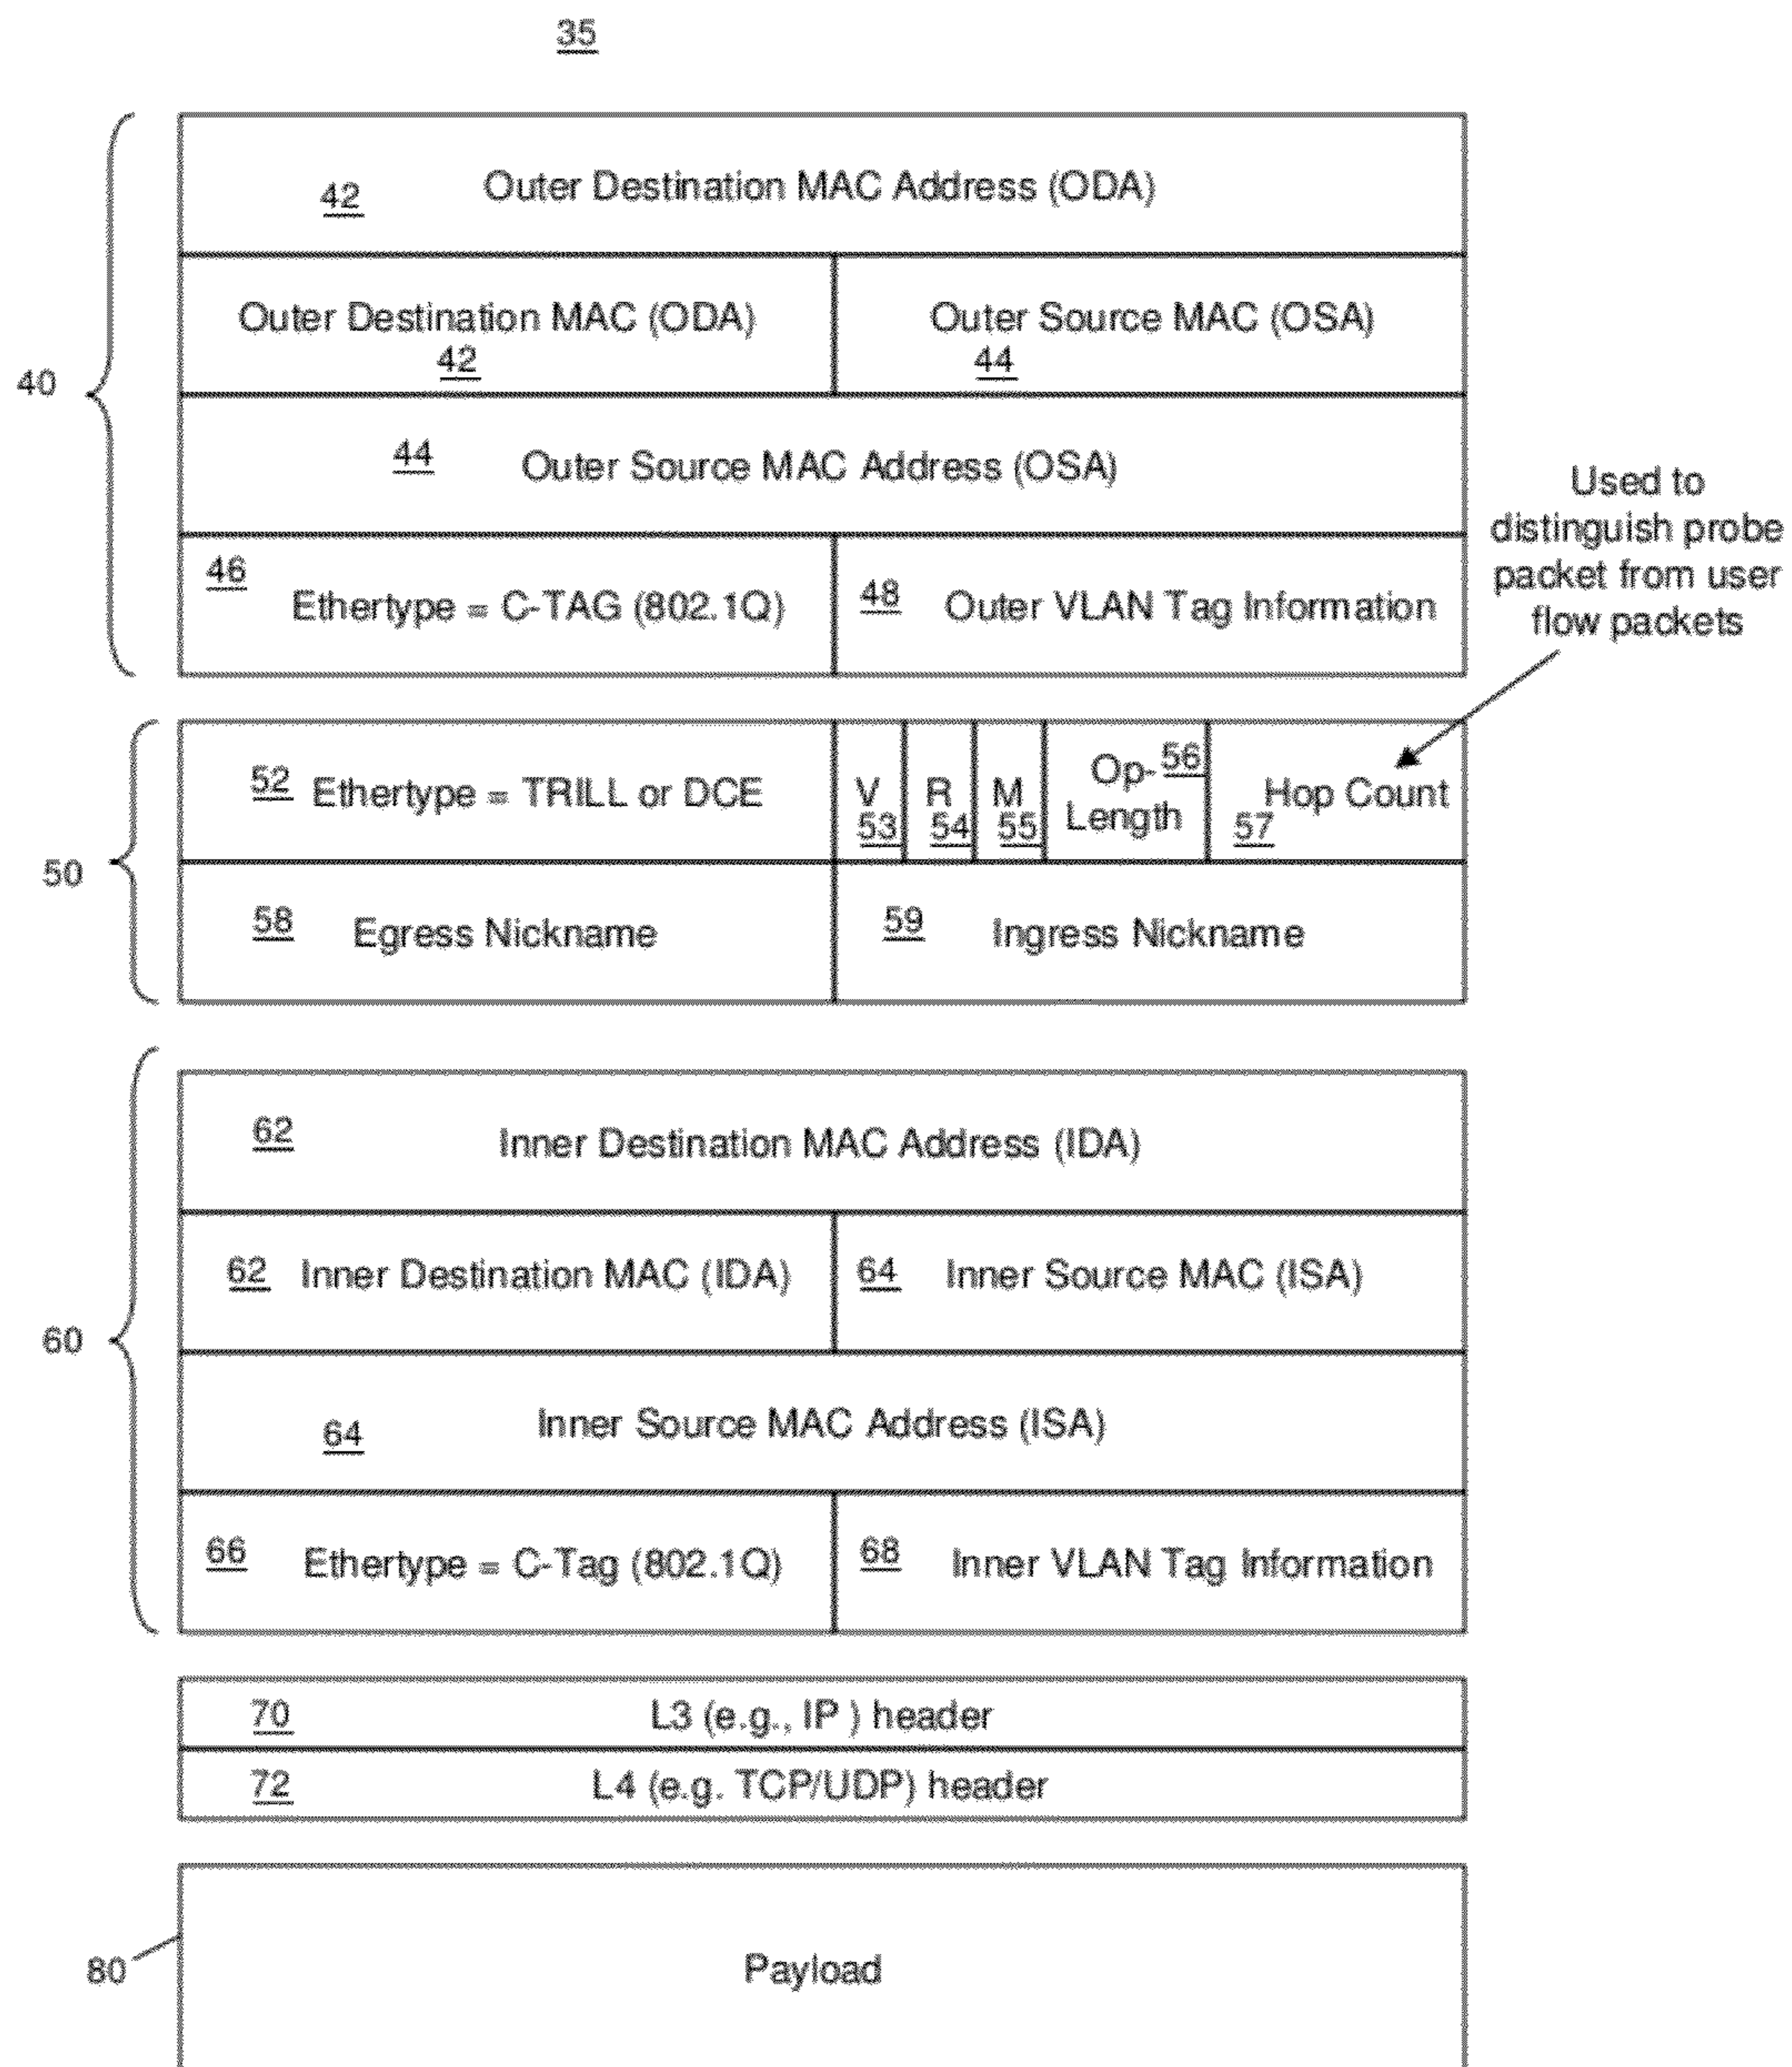 35
42 Outer Destination MAC Address (ODA)
Outer Destination MAC (ODA)
42
Outer Source MAC (OSA)
44
40
44 Outer Source MAC Address (OSA)
Used to
distinguish probe
packet from user
flow packets
46
Ethertype = C-TAG (802.1Q)
48 Outer VLAN Tag Information
50
52 Ethertype = TRILL or DCE
V
53
R
54
M
55
Op-
Length
56
Hop Count
57
58 Egress Nickname
59 Ingress Nickname
60
62 Inner Destination MAC Address (IDA)
62 Inner Destination MAC (IDA)
64 Inner Source MAC (ISA)
64 Inner Source MAC Address (ISA)
66 Ethertype = C-Tag (802.1Q)
68 Inner VLAN Tag Information
70 L3 (e.g., IP ) header
72 L4 (e.g. TCP/UDP) header
80
Payload